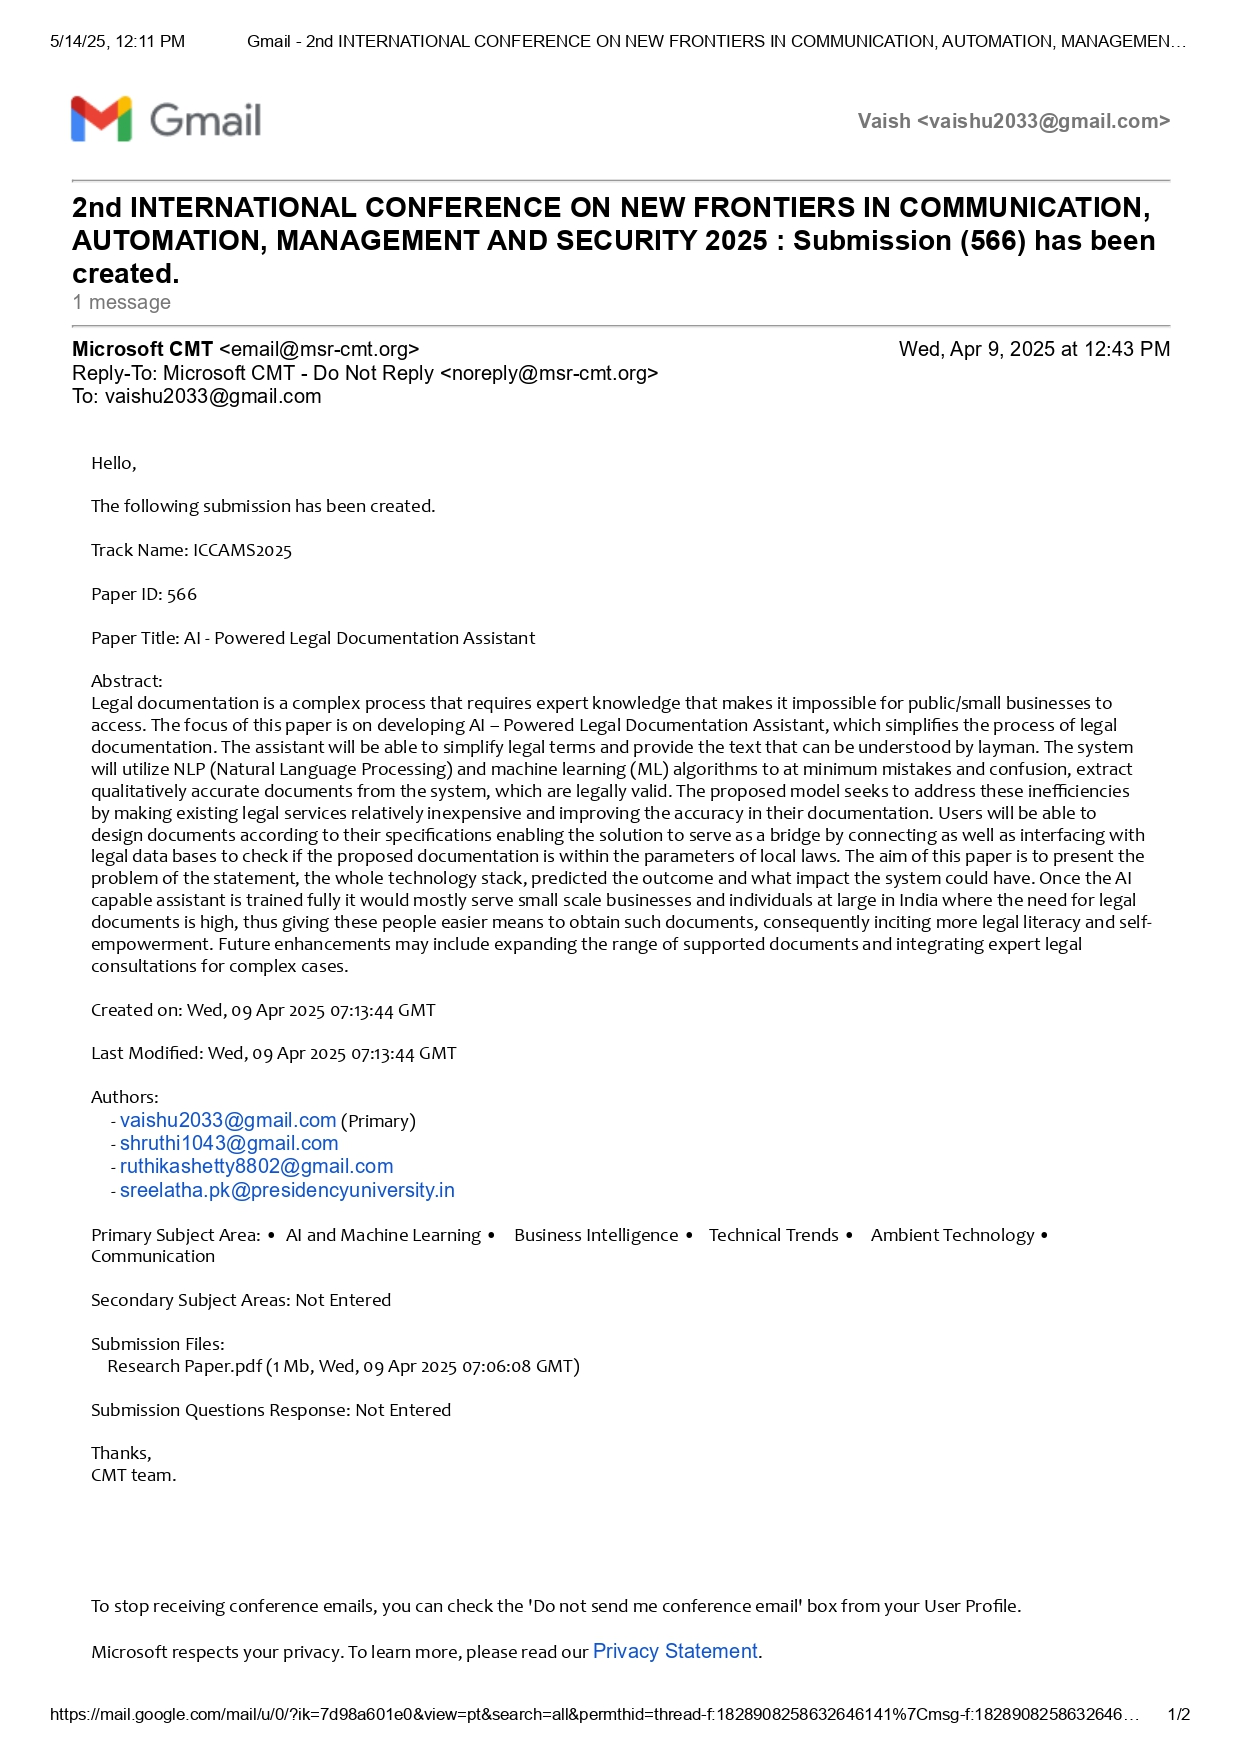 5/14/25, 12:11 PM Gmail - 2nd INTERNATIONAL CONFERENCE ON NEW FRONTIERS IN COMMUNICATION, AUTOMATION, MANAGEMEN…
Gmail Vaish <vaishu2033@gmail.com>
2nd INTERNATIONAL CONFERENCE ON NEW FRONTIERS IN COMMUNICATION,
AUTOMATION, MANAGEMENT AND SECURITY 2025 : Submission (566) has been
created.
1 message
Microsoft CMT <email@msr-cmt.org> Wed, Apr 9, 2025 at 12:43 PM
Reply-To: Microsoft CMT - Do Not Reply <noreply@msr-cmt.org>
To: vaishu2033@gmail.com
Hello,
The following submission has been created.
Track Name: ICCAMS2025
Paper ID: 566
Paper Title: AI - Powered Legal Documentation Assistant
Abstract:
Legal documentation is a complex process that requires expert knowledge that makes it impossible for public/small businesses to
access. The focus of this paper is on developing AI – Powered Legal Documentation Assistant, which simplifies the process of legal
documentation. The assistant will be able to simplify legal terms and provide the text that can be understood by layman. The system
will utilize NLP (Natural Language Processing) and machine learning (ML) algorithms to at minimum mistakes and confusion, extract
qualitatively accurate documents from the system, which are legally valid. The proposed model seeks to address these inefficiencies
by making existing legal services relatively inexpensive and improving the accuracy in their documentation. Users will be able to
design documents according to their specifications enabling the solution to serve as a bridge by connecting as well as interfacing with
legal data bases to check if the proposed documentation is within the parameters of local laws. The aim of this paper is to present the
problem of the statement, the whole technology stack, predicted the outcome and what impact the system could have. Once the AI
capable assistant is trained fully it would mostly serve small scale businesses and individuals at large in India where the need for legal
documents is high, thus giving these people easier means to obtain such documents, consequently inciting more legal literacy and self-
empowerment. Future enhancements may include expanding the range of supported documents and integrating expert legal
consultations for complex cases.
Created on: Wed, 09 Apr 2025 07:13:44 GMT
Last Modified: Wed, 09 Apr 2025 07:13:44 GMT
Authors:
- vaishu2033@gmail.com (Primary)
- shruthi1043@gmail.com
- ruthikashetty8802@gmail.com
- sreelatha.pk@presidencyuniversity.in
Primary Subject Area: • AI and Machine Learning • Business Intelligence • Technical Trends • Ambient Technology •
Communication
Secondary Subject Areas: Not Entered
Submission Files:
Research Paper.pdf (1 Mb, Wed, 09 Apr 2025 07:06:08 GMT)
Submission Questions Response: Not Entered
Thanks,
CMT team.
To stop receiving conference emails, you can check the 'Do not send me conference email' box from your User Profile.
Microsoft respects your privacy. To learn more, please read our Privacy Statement.
https://mail.google.com/mail/u/0/?ik=7d98a601e0&view=pt&search=all&permthid=thread-f:1828908258632646141%7Cmsg-f:1828908258632646… 1/2